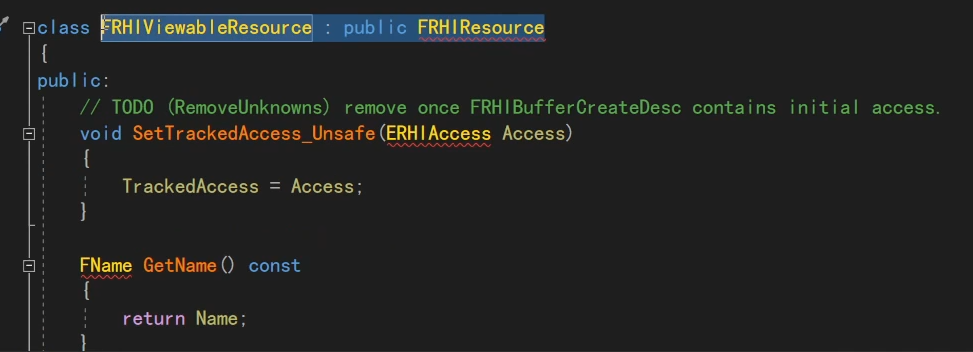 class FRHIViewableResource : public FRHIResource
{
public:
// TODO (RemoveUnknowns) remove once FRHIBufferCreateDesc contains initial access.
void SetTrackedAccess_Unsafe(ERHIAccess Access)
{
TrackedAccess = Access;
}
FName GetName() const
{
return Name;
}